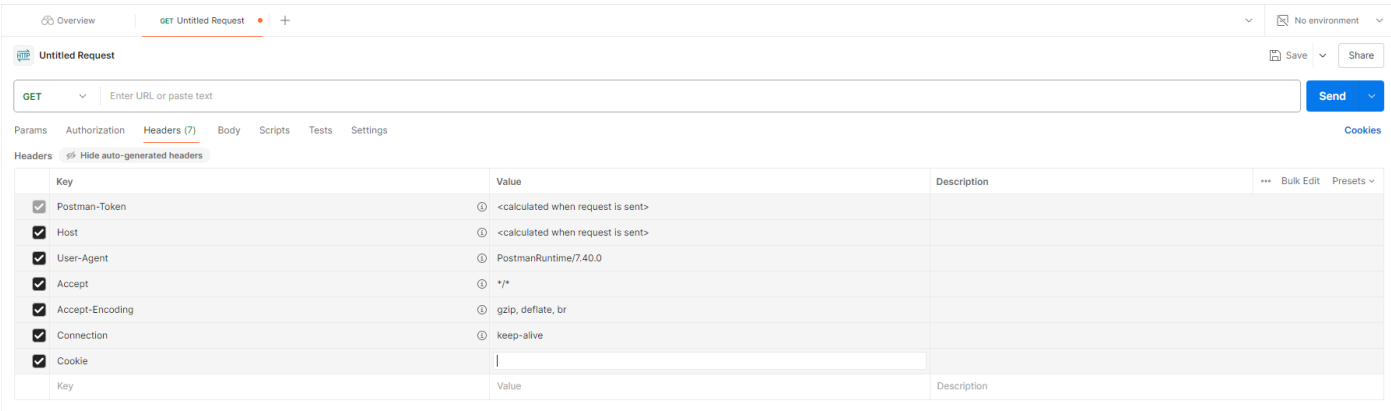 Overview GET Untitled Request No environment
HTTP Untitled Request Save Share
GET Enter URL or paste text Send
Params Authorization Headers (7) Body Scripts Tests Settings Cookies
Headers Hide auto-generated headers
Key Value Description Bulk Edit Presets
Postman-Token <calculated when request is sent>
Host <calculated when request is sent>
User-Agent PostmanRuntime/7.40.0
Accept */*
Accept-Encoding gzip, deflate, br
Connection keep-alive
Cookie
Key Value Description